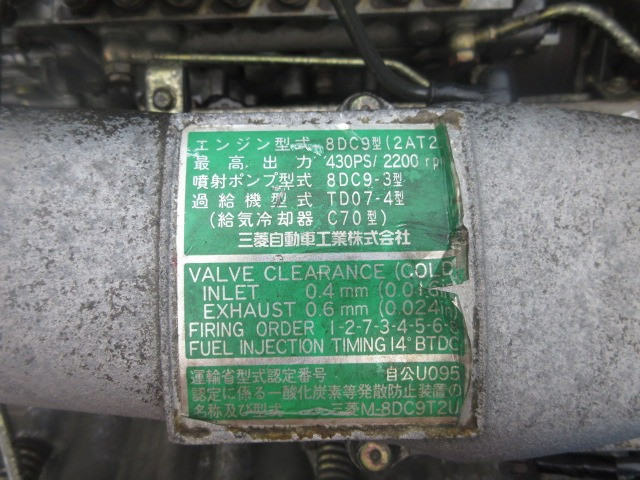 エンジン型式 8DC9型(2AT2
最高出力 430PS/2200 rp
噴射ポンプ型式 8DC9-3型
過給機型式 TD07-4型
(給気冷却器 C70型)
三菱自動車工業株式会社
VALVE CLEARANCE (COLD
INLET 0.4 mm (0.016in
EXHAUST 0.6 mm (0.024in)
FIRING ORDER 1-2-7-3-4-5-6-8
FUEL INJECTION TIMING 14° BTDC
運輸省型式認定番号 自公U095
認定に係る一酸化炭素等発散防止装置の
名称及び型式 三菱M-8DC9T2U